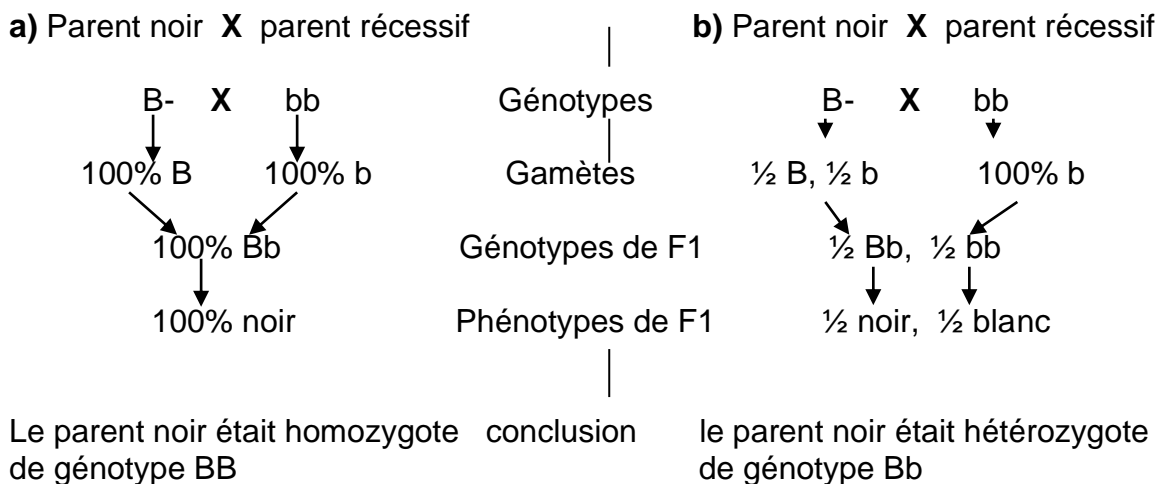 a) Parent noir X parent récessif b) Parent noir X parent récessif
B- X bb Génotypes B- X bb
100% B 100% b Gamètes ½ B, ½ b 100% b
100% Bb Génotypes de F1 ½ Bb, ½ bb
100% noir Phénotypes de F1 ½ noir, ½ blanc
Le parent noir était homozygote conclusion le parent noir était hétérozygote
de génotype BB de génotype Bb